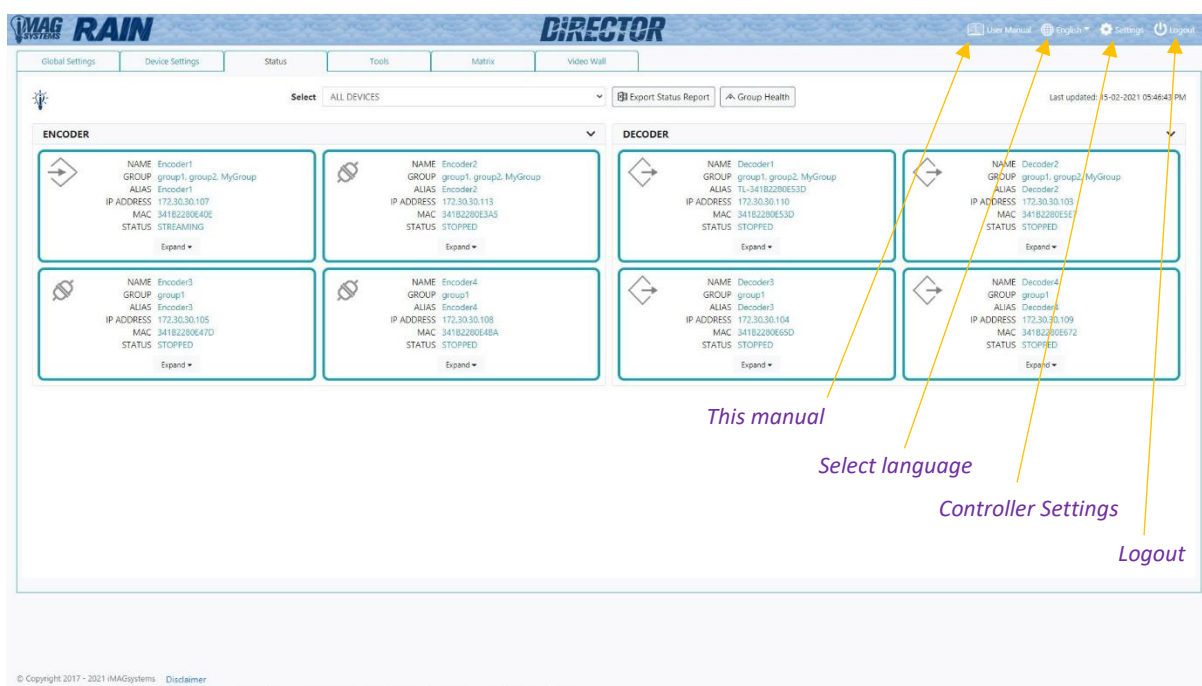 iMAG SYSTEMS RAIN DiRECTOR User Manual English Settings Logout
Global Settings Device Settings Status Tools Matrix Video Wall
Select ALL DEVICES Export Status Report Group Health Last updated: 15-02-2021 05:46:43 PM
ENCODER
NAME Encoder1
GROUP group1, group2, MyGroup
ALIAS Encoder1
IP ADDRESS 172.30.30.107
MAC 341B2280E40E
STATUS STREAMING
Expand
NAME Encoder2
GROUP group1, group2, MyGroup
ALIAS Encoder2
IP ADDRESS 172.30.30.113
MAC 341B2280E3A5
STATUS STOPPED
Expand
NAME Encoder3
GROUP group1
ALIAS Encoder3
IP ADDRESS 172.30.30.105
MAC 341B2280E47D
STATUS STOPPED
Expand
NAME Encoder4
GROUP group1
ALIAS Encoder4
IP ADDRESS 172.30.30.108
MAC 341B2280E4BA
STATUS STOPPED
Expand
DECODER
NAME Decoder1
GROUP group1, group2, MyGroup
ALIAS TL-341B2280E53D
IP ADDRESS 172.30.30.110
MAC 341B2280E53D
STATUS STOPPED
Expand
NAME Decoder2
GROUP group1, group2, MyGroup
ALIAS Decoder2
IP ADDRESS 172.30.30.103
MAC
STATUS STOPPED
Expand
NAME Decoder3
GROUP group1
ALIAS Decoder3
IP ADDRESS 172.30.30.104
MAC 341B2280E65D
STATUS STOPPED
Expand
NAME Decoder4
GROUP group1
ALIAS Decoder4
IP ADDRESS 172.30.30.109
MAC 341B2280E672
STATUS STOPPED
Expand
This manual
Select language
Controller Settings
Logout
© Copyright 2017 - 2021 iMAGsystems Disclaimer